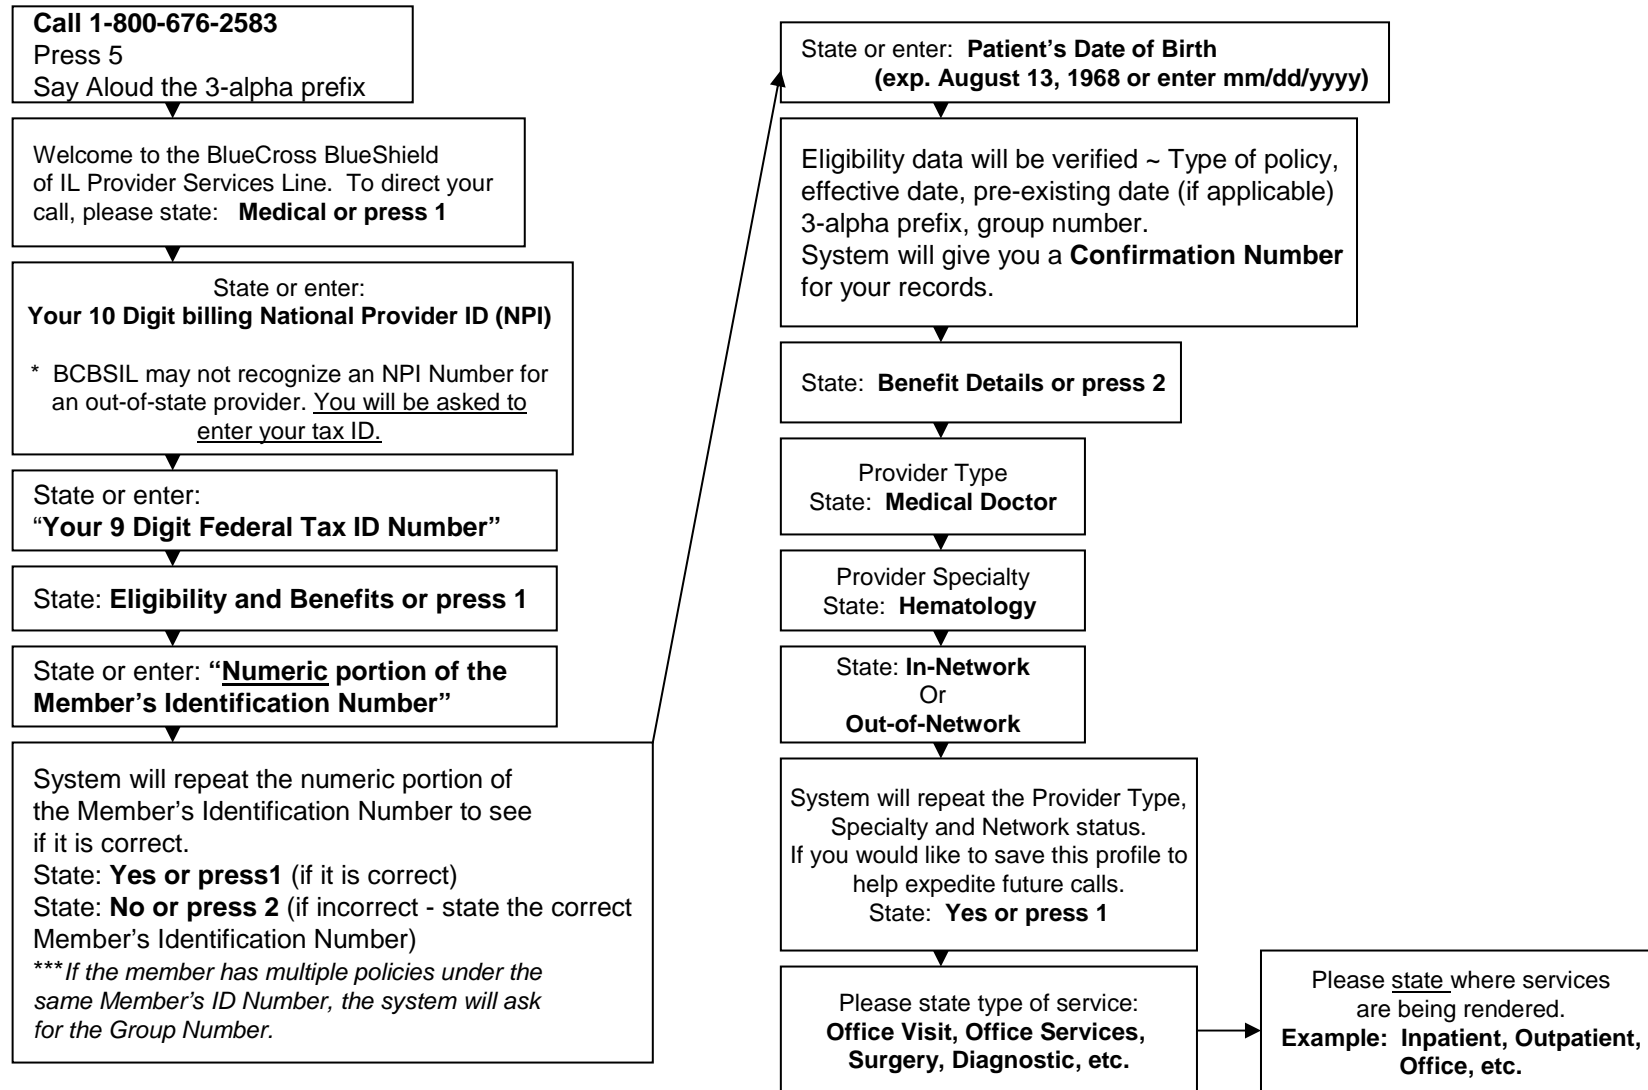 Call 1-800-676-2583
Press 5
Say Aloud the 3-alpha prefix
Welcome to the BlueCross BlueShield
of IL Provider Services Line.  To direct your
call, please state:   Medical or press 1
State or enter:
Your 10 Digit billing National Provider ID (NPI)
*  BCBSIL may not recognize an NPI Number for
an out-of-state provider. You will be asked to
enter your tax ID.
State or enter:
“Your 9 Digit Federal Tax ID Number”
State: Eligibility and Benefits or press 1
State or enter: “Numeric portion of the
Member’s Identification Number”
System will repeat the numeric portion of
the Member’s Identification Number to see
if it is correct.
State: Yes or press1 (if it is correct)
State: No or press 2 (if incorrect - state the correct
Member’s Identification Number)
***If the member has multiple policies under the
same Member’s ID Number, the system will ask
for the Group Number.
State or enter:  Patient’s Date of Birth
(exp. August 13, 1968 or enter mm/dd/yyyy)
Eligibility data will be verified ~ Type of policy,
effective date, pre-existing date (if applicable)
3-alpha prefix, group number.
System will give you a Confirmation Number
for your records.
State:  Benefit Details or press 2
Provider Type
State:  Medical Doctor
Provider Specialty
State:  Hematology
State: In-Network
Or
Out-of-Network
System will repeat the Provider Type,
Specialty and Network status.
If you would like to save this profile to
help expedite future calls.
State:  Yes or press 1
Please state type of service:
Office Visit, Office Services,
Surgery, Diagnostic, etc.
Please state where services
are being rendered.
Example:  Inpatient, Outpatient,
Office, etc.